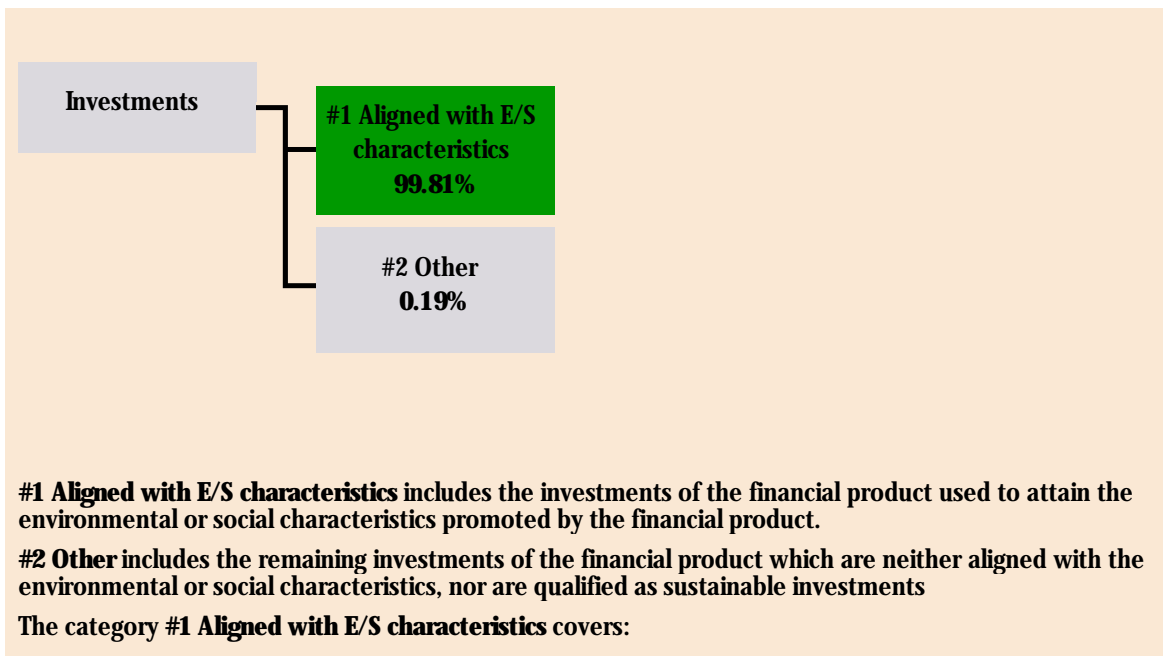 Investments
#1 Aligned with E/S
characteristics
99.81%
#2 Other
0.19%
#1 Aligned with E/S characteristics includes the investments of the financial product used to attain the
environmental or social characteristics promoted by the financial product.
#2 Other includes the remaining investments of the financial product which are neither aligned with the
environmental or social characteristics, nor are qualified as sustainable investments
The category #1 Aligned with E/S characteristics covers: